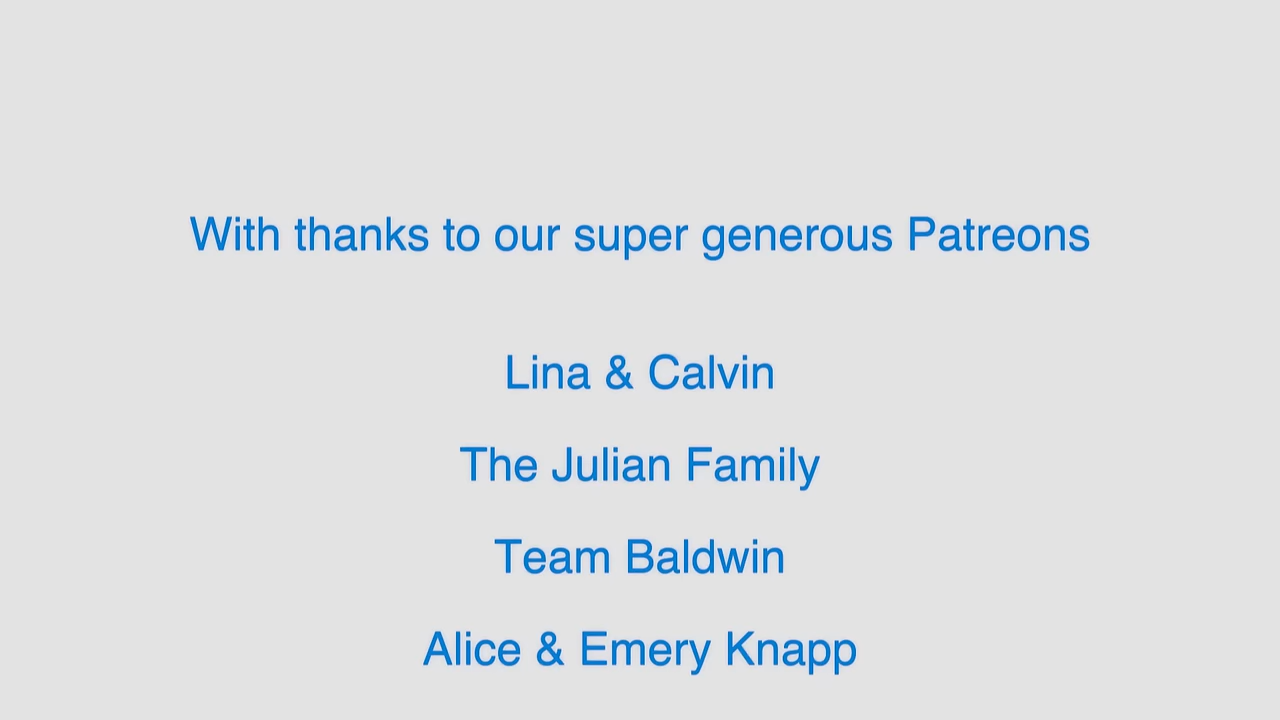 With thanks to our super generous Patreons
Lina & Calvin
The Julian Family
Team Baldwin
Alice & Emery Knapp